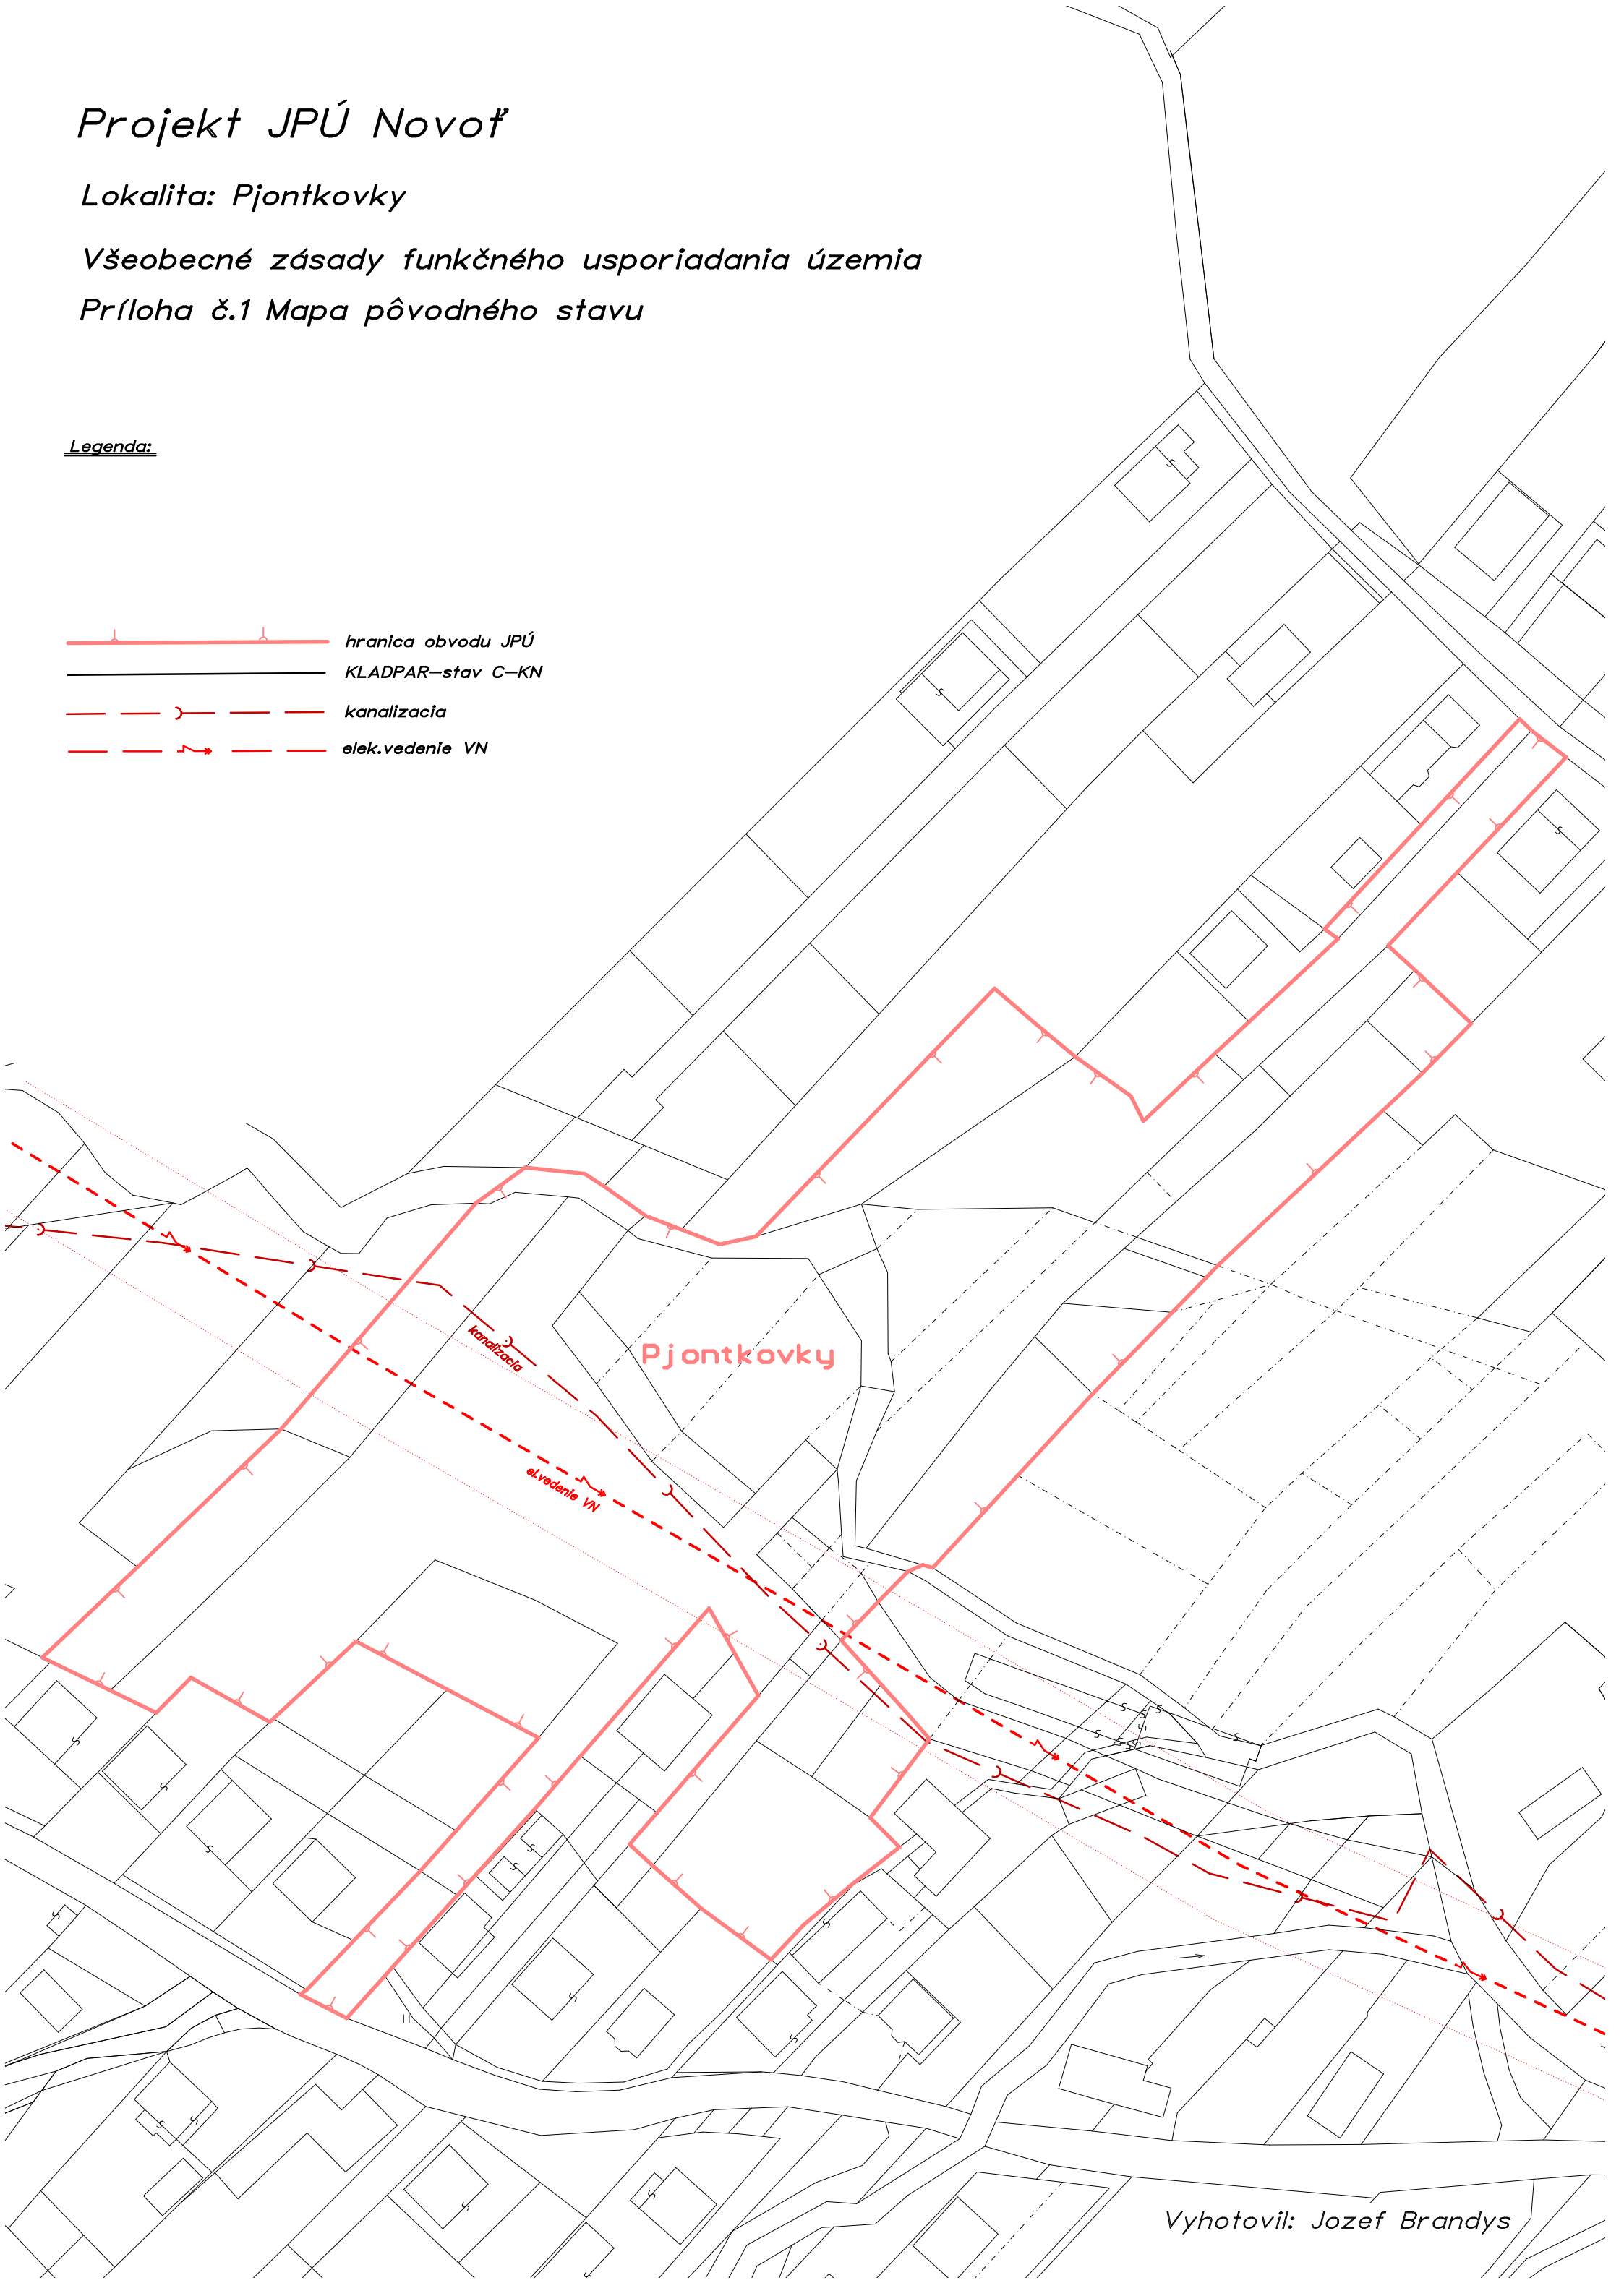 Projekt JPÚ Novoť
Lokalita: Pjontkovky
Všeobecné zásady funkčného usporiadania územia
Príloha č.1 Mapa pôvodného stavu
Legenda:
hranica obvodu JPÚ
KLADPAR-stav C-KN
kanalizacia
elek.vedenie VN
kanalizacia
Pjontkovky
el.vedenie VN
Vyhotovil: Jozef Brandys